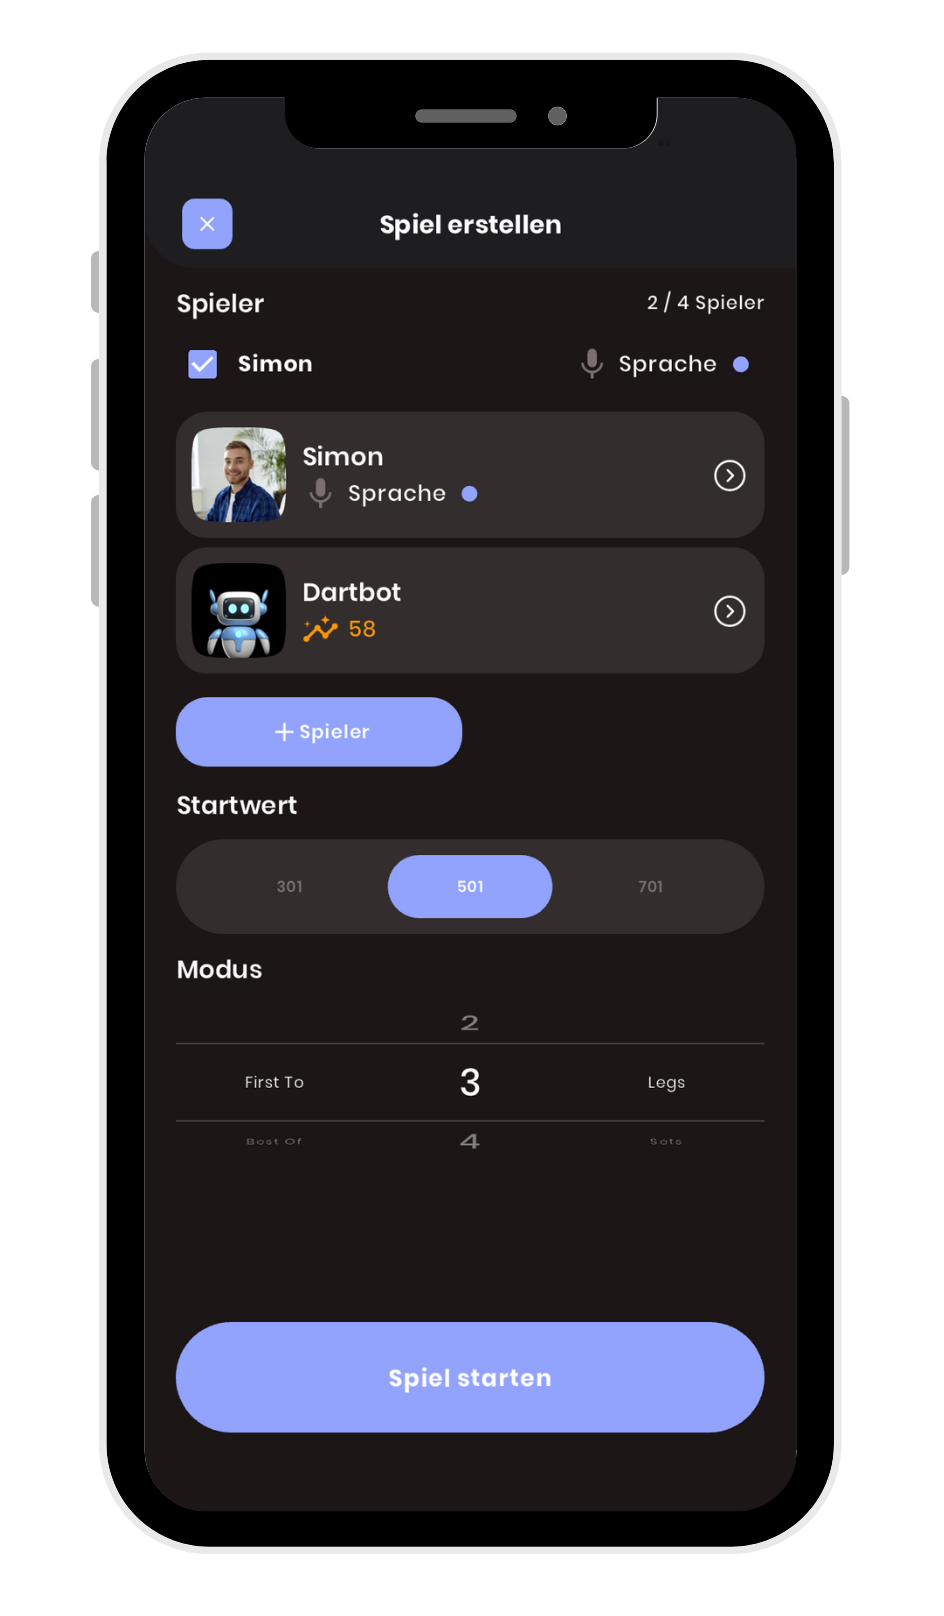 Spiel erstellen
Spieler 2 / 4 Spieler
Simon Sprache
Simon
Sprache
Dartbot
58
+ Spieler
Startwert
301 501 701
Modus
2
First To 3 Legs
Best Of 4 Sets
Spiel starten